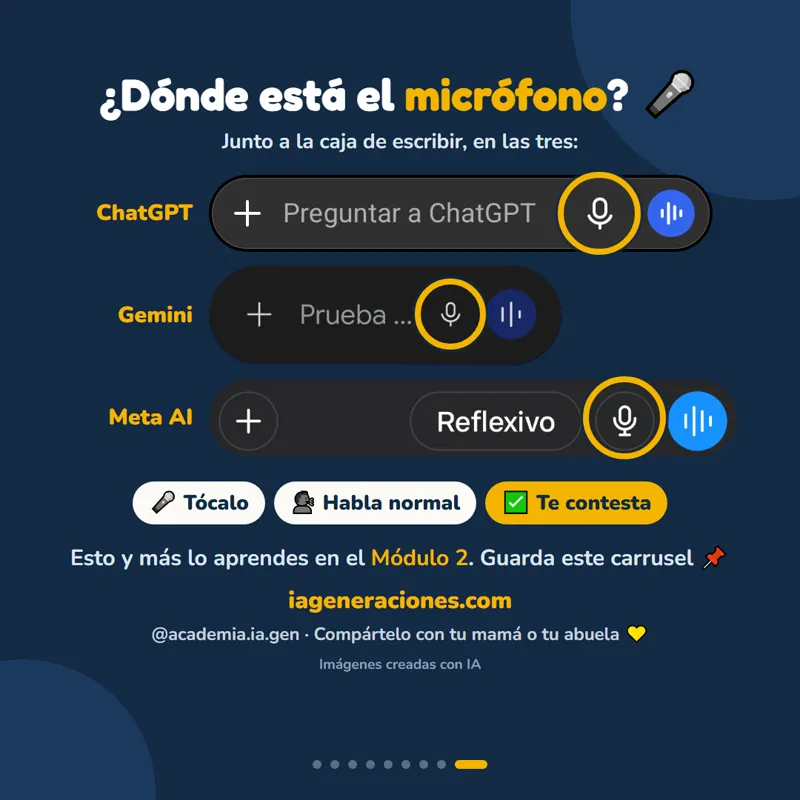 ¿Dónde está el micrófono?
Junto a la caja de escribir, en las tres:
ChatGPT
Preguntar a ChatGPT
Gemini
Prueba ...
Meta AI
Reflexivo
Tócalo
Habla normal
Te contesta
Esto y más lo aprendes en el Módulo 2. Guarda este carrusel
iageneraciones.com
@academia.ia.gen · Compártelo con tu mamá o tu abuela
Imágenes creadas con IA